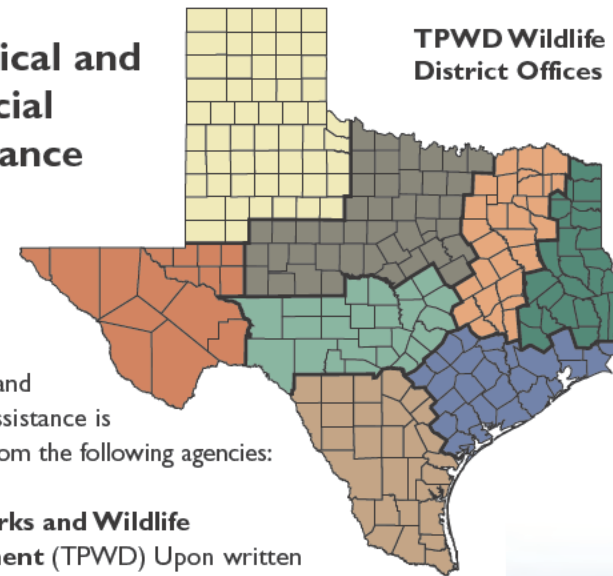 ical and
cial
ance
TPWD Wildlife
District Offices
and
ssistance is
om the following agencies:
rks and Wildlife
ment (TPWD) Upon written